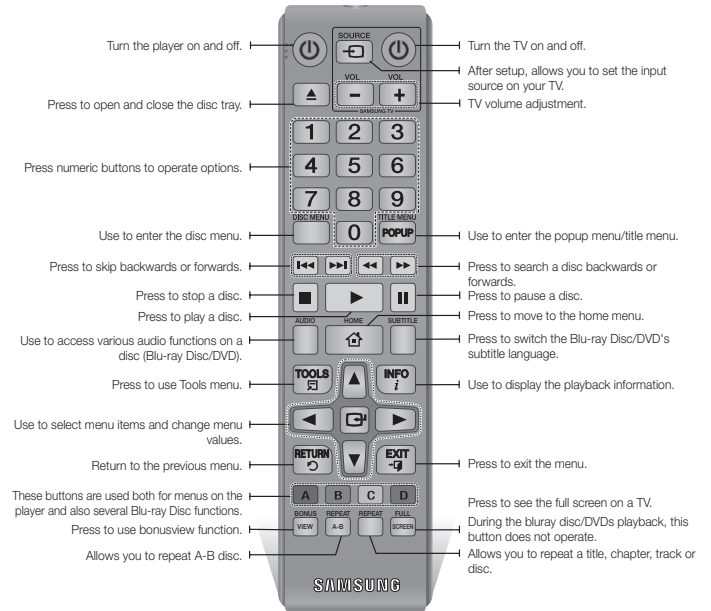 Turn the player on and off.
SOURCE
Turn the TV on and off.
After setup, allows you to set the input
source on your TV.
VOL
VOL
Press to open and close the disc tray.
TV volume adjustment.
SAMSUNG TV
1 2 3
Press numeric buttons to operate options.
4 5 6
7 8 9
DISC MENU
TITLE MENU
Use to enter the disc menu.
0
POPUP
Use to enter the popup menu/title menu.
Press to skip backwards or forwards.
Press to search a disc backwards or
forwards.
Press to stop a disc.
Press to pause a disc.
Press to play a disc.
Press to move to the home menu.
AUDIO
HOME
SUBTITLE
Use to access various audio functions on a
disc (Blu-ray Disc/DVD).
Press to switch the Blu-ray Disc/DVD's
subtitle language.
TOOLS
INFO
i
Press to use Tools menu.
Use to display the playback information.
Use to select menu items and change menu
values.
RETURN
EXIT
Return to the previous menu.
Press to exit the menu.
A B C D
These buttons are used both for menus on the
player and also several Blu-ray Disc functions.
Press to see the full screen on a TV.
During the bluray disc/DVDs playback, this
button does not operate.
BONUS
REPEAT
REPEAT
FULL
VIEW
A-B
SCREEN
Press to use bonusview function.
Allows you to repeat A-B disc.
Allows you to repeat a title, chapter, track or
disc.
SAMSUNG